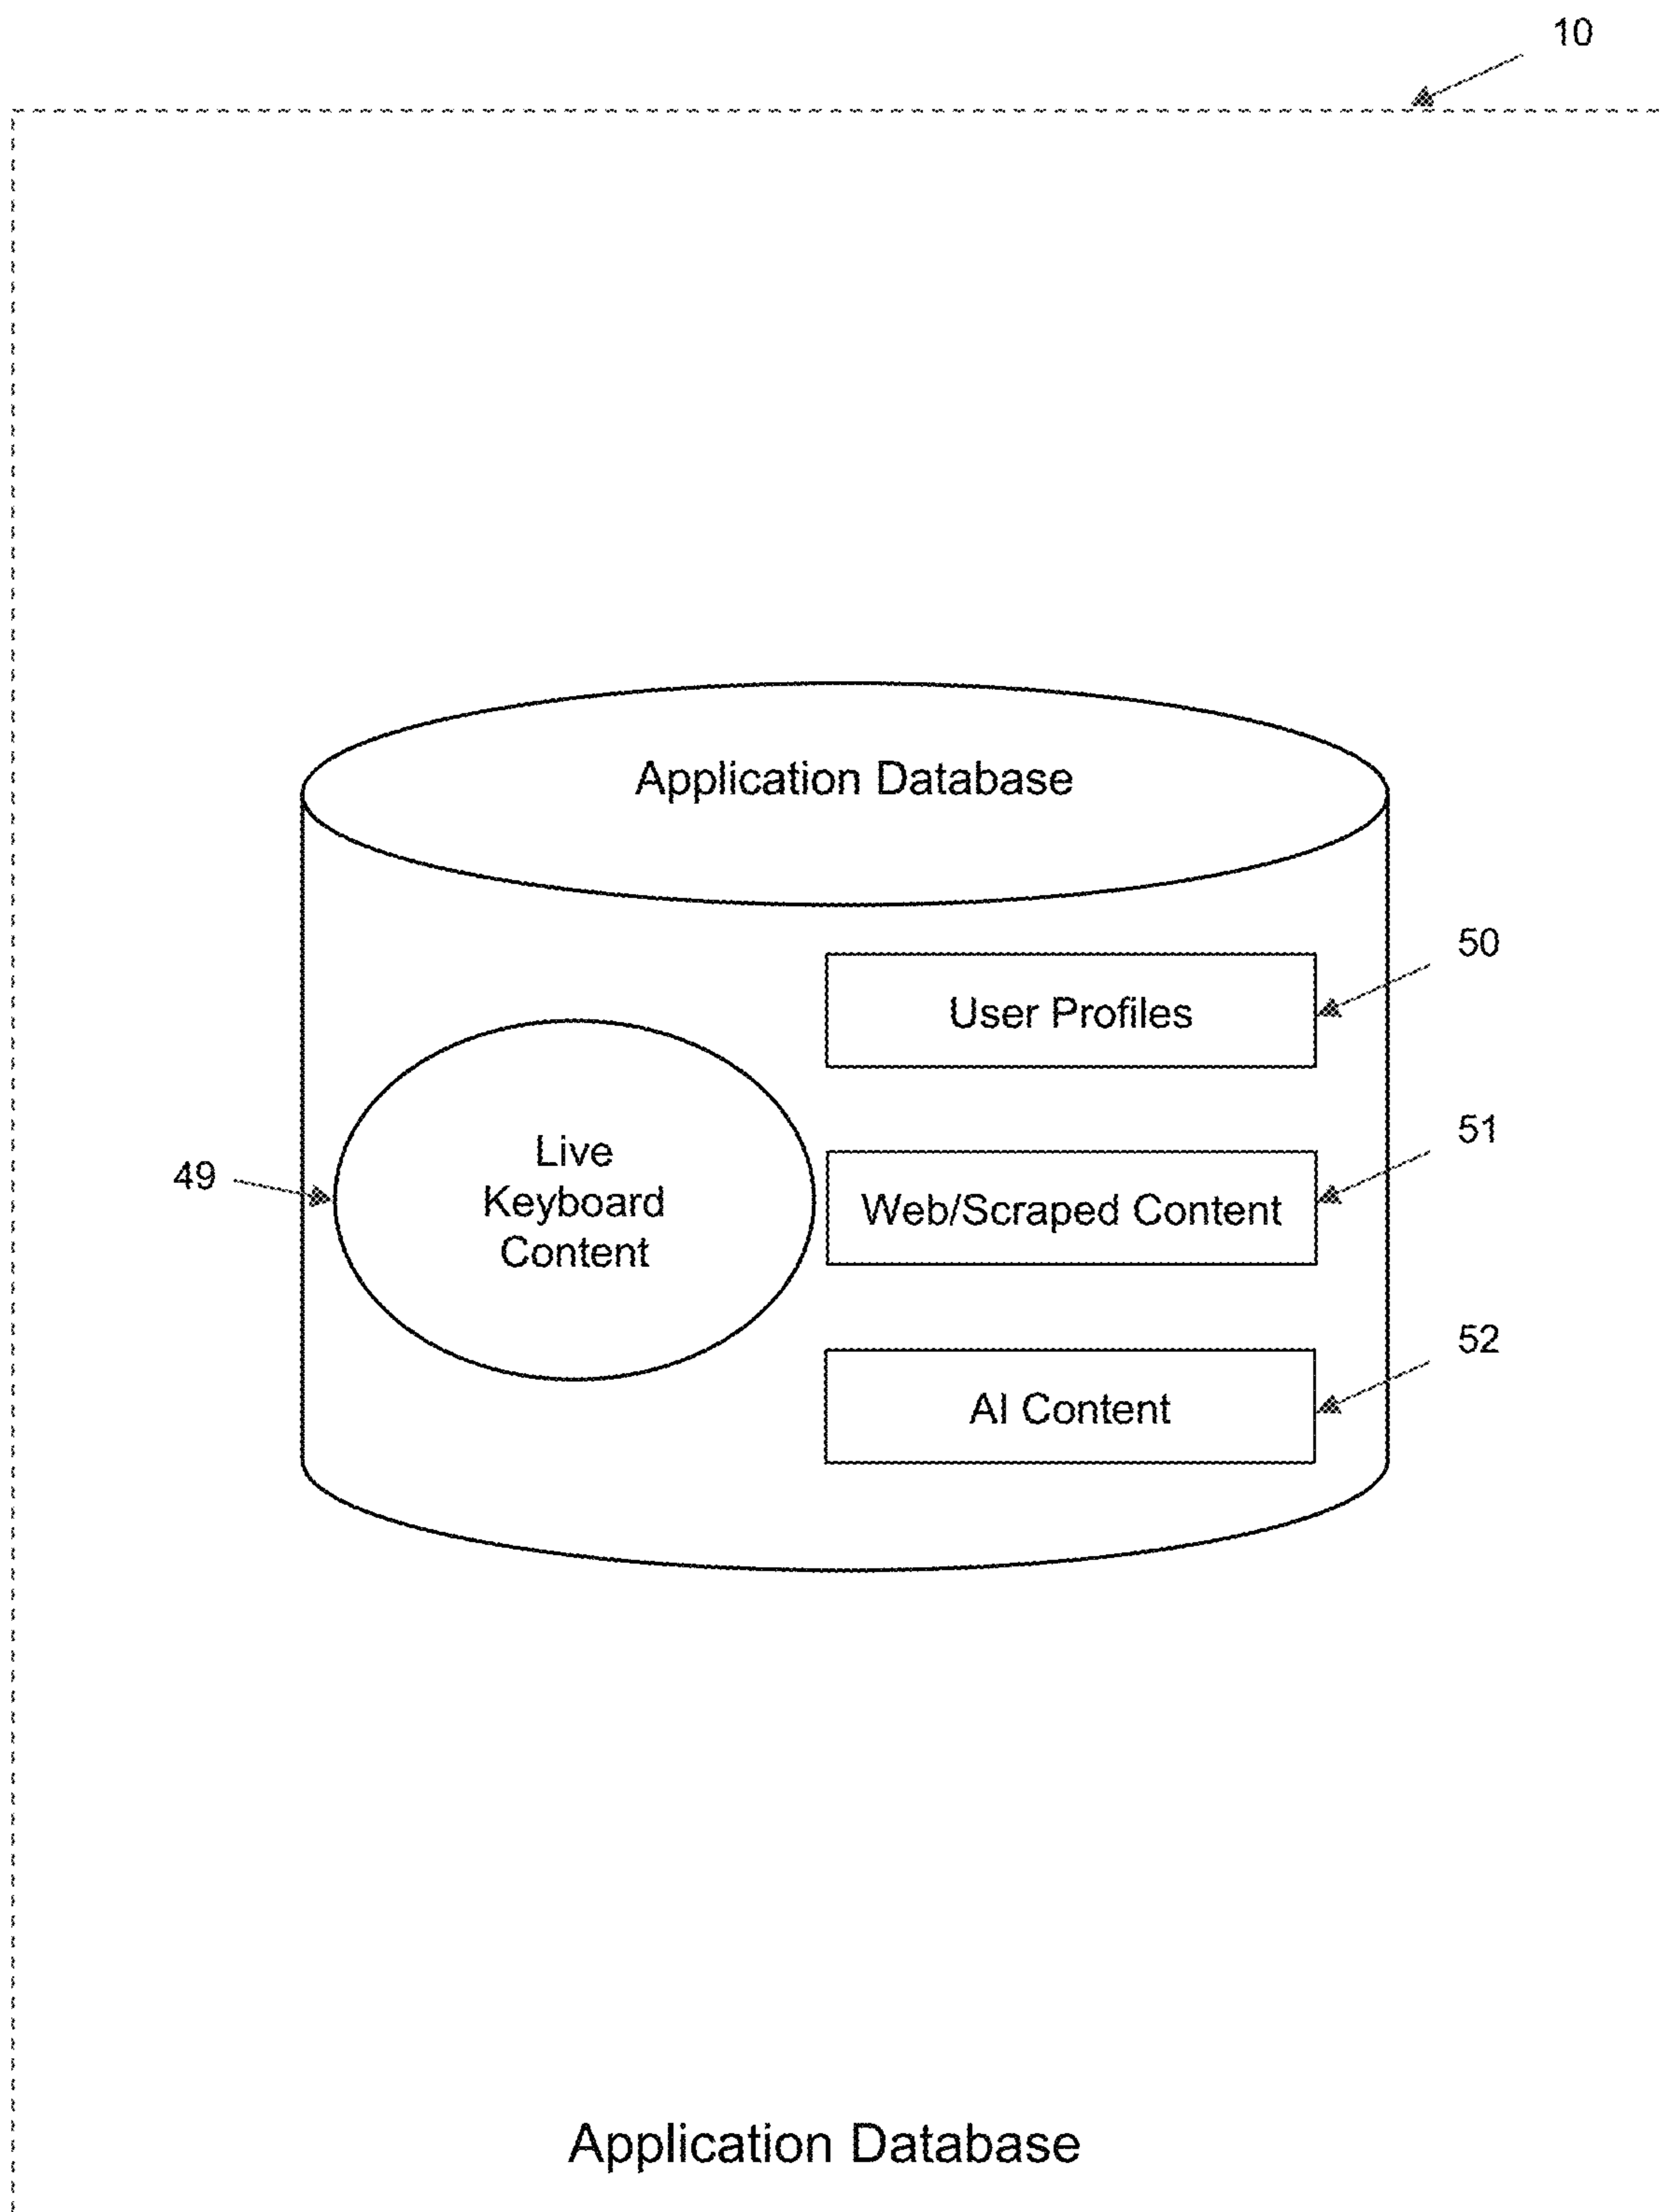 10
Application Database
50
User Profiles
51
49
Live
Keyboard
Content
Web/Scraped Content
52
AI Content
Application Database